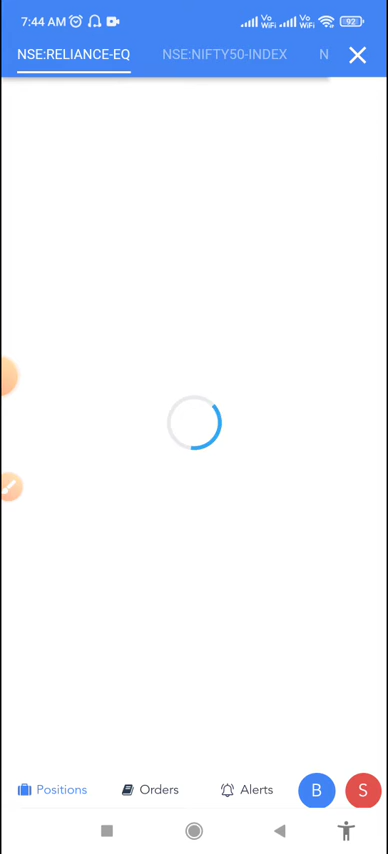 7:44 AM Vo WiFi Vo WiFi 92
NSE:RELIANCE-EQ NSE:NIFTY50-INDEX N
Positions Orders Alerts B S